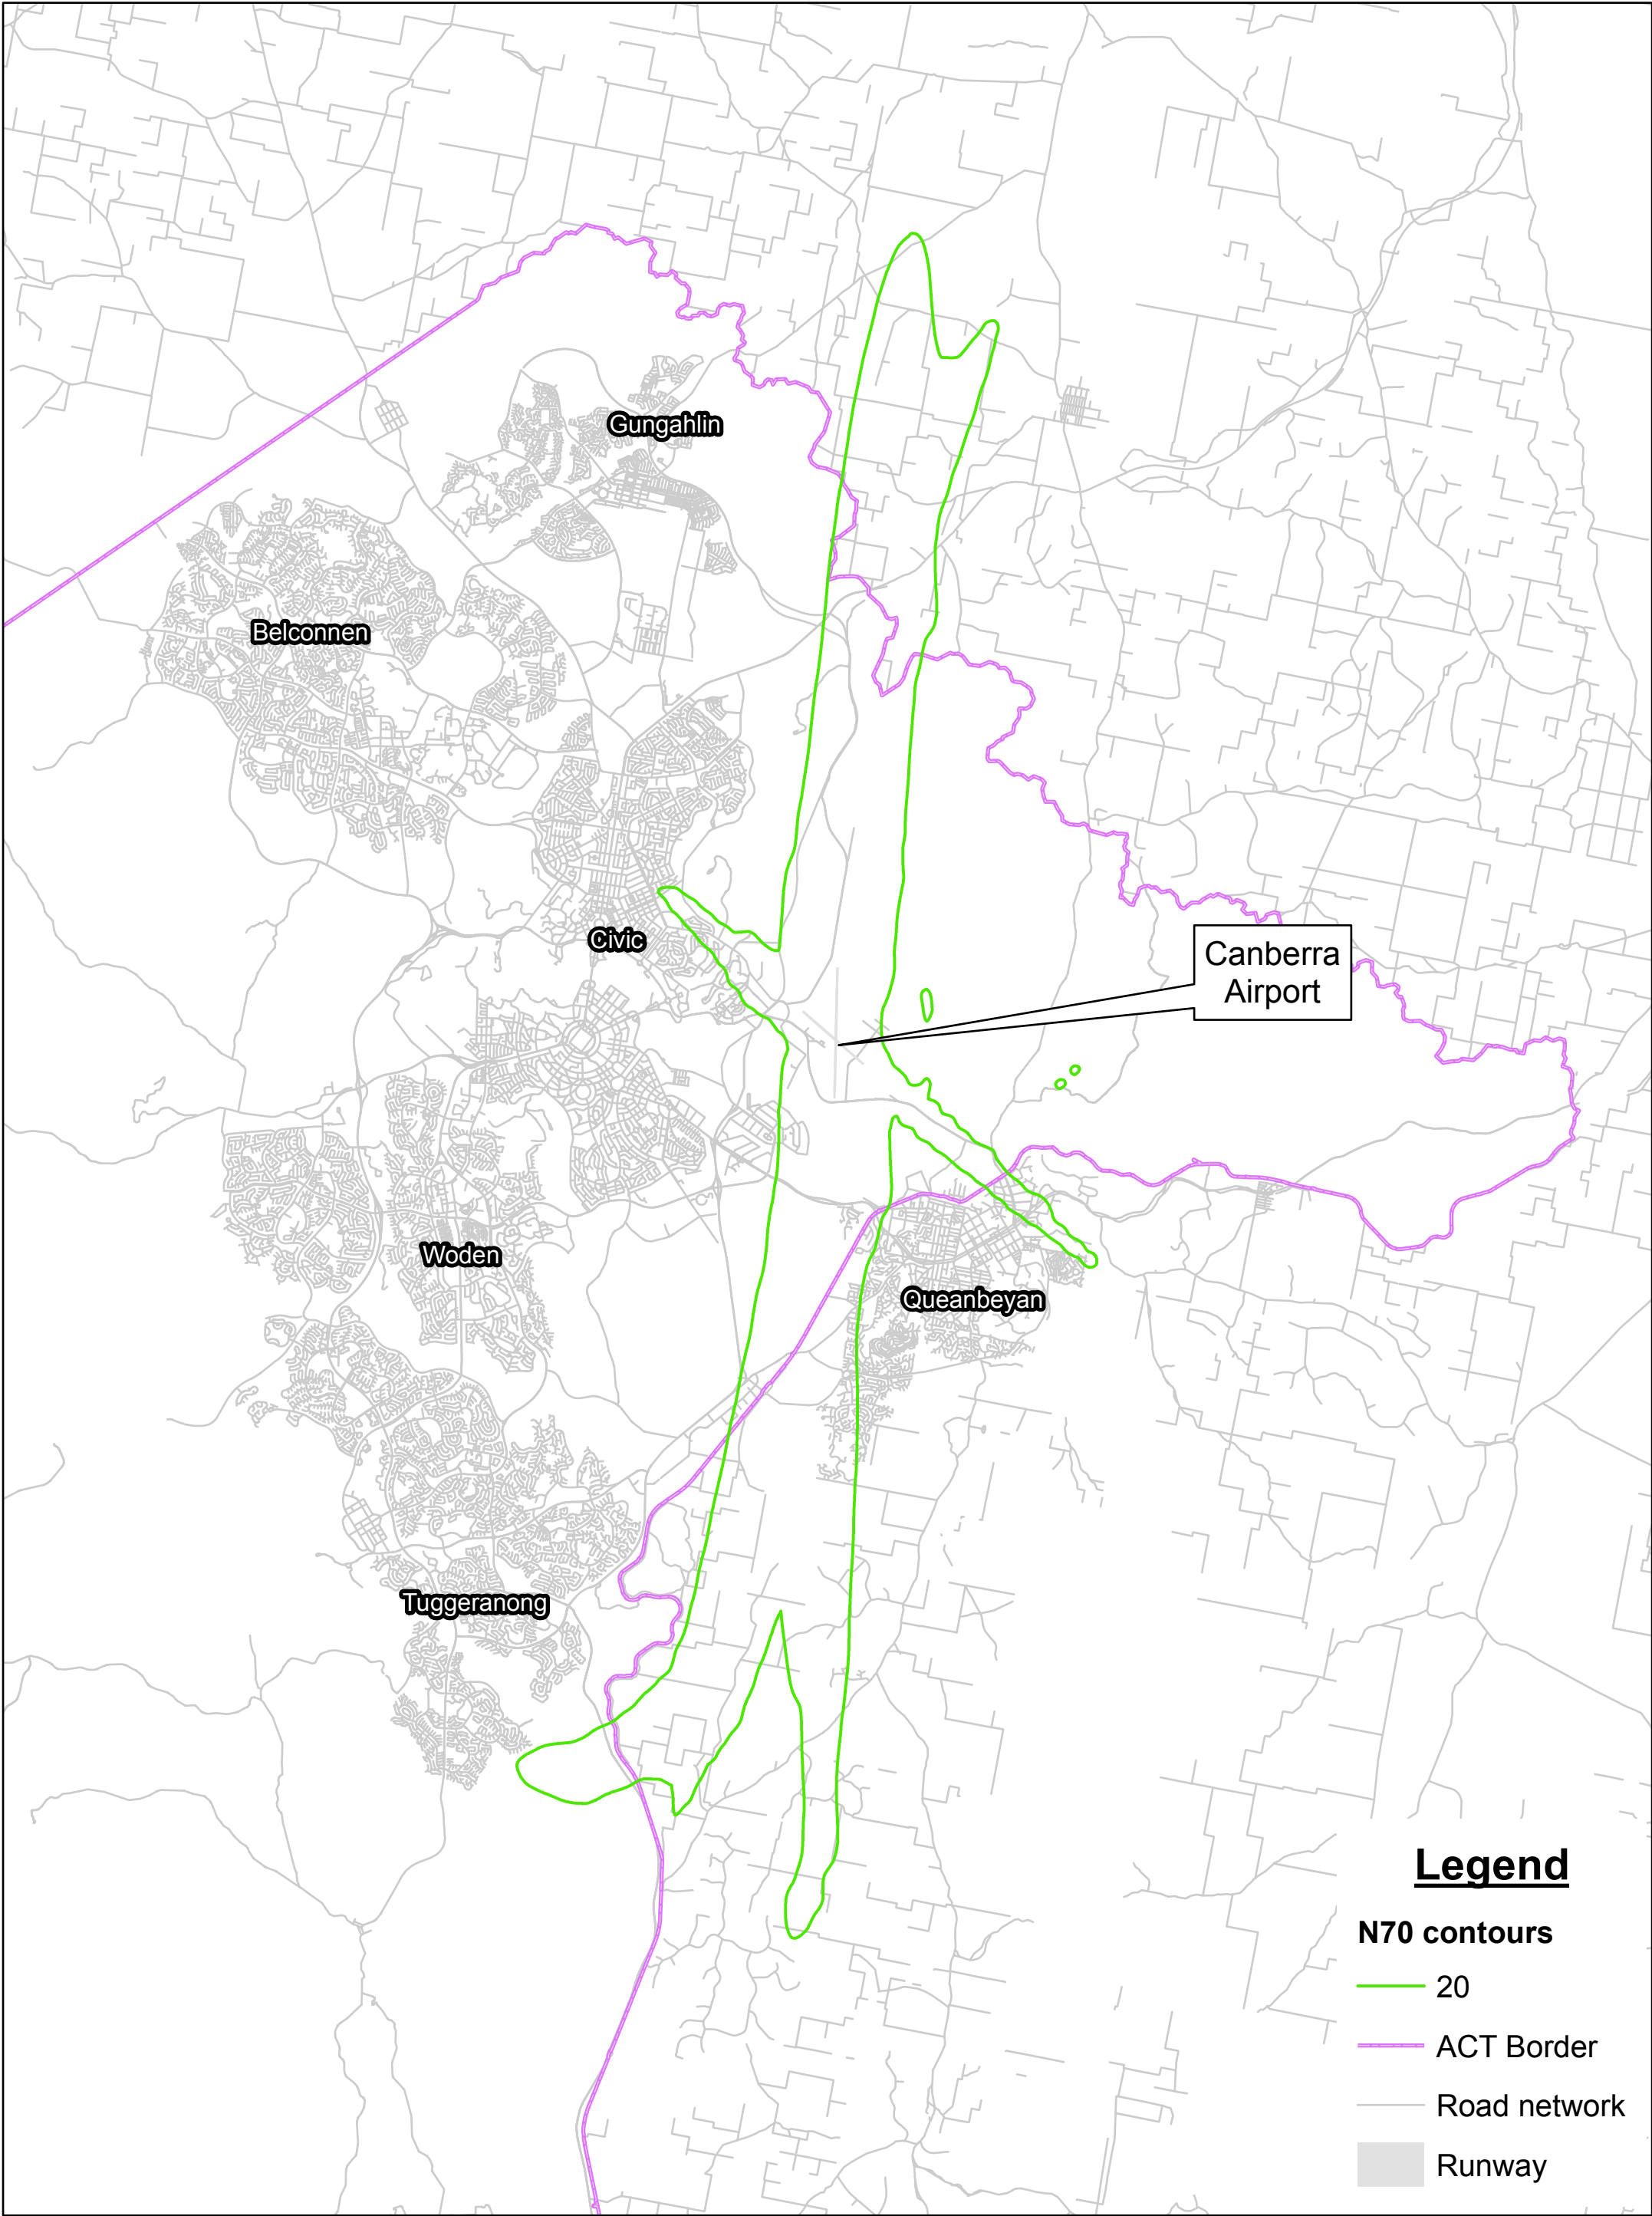 Gungahlin
Belconnen
Civic
Canberra
Airport
Woden
Queanbeyan
Tuggeranong
Legend
N70 contours
20
ACT Border
Road network
Runway